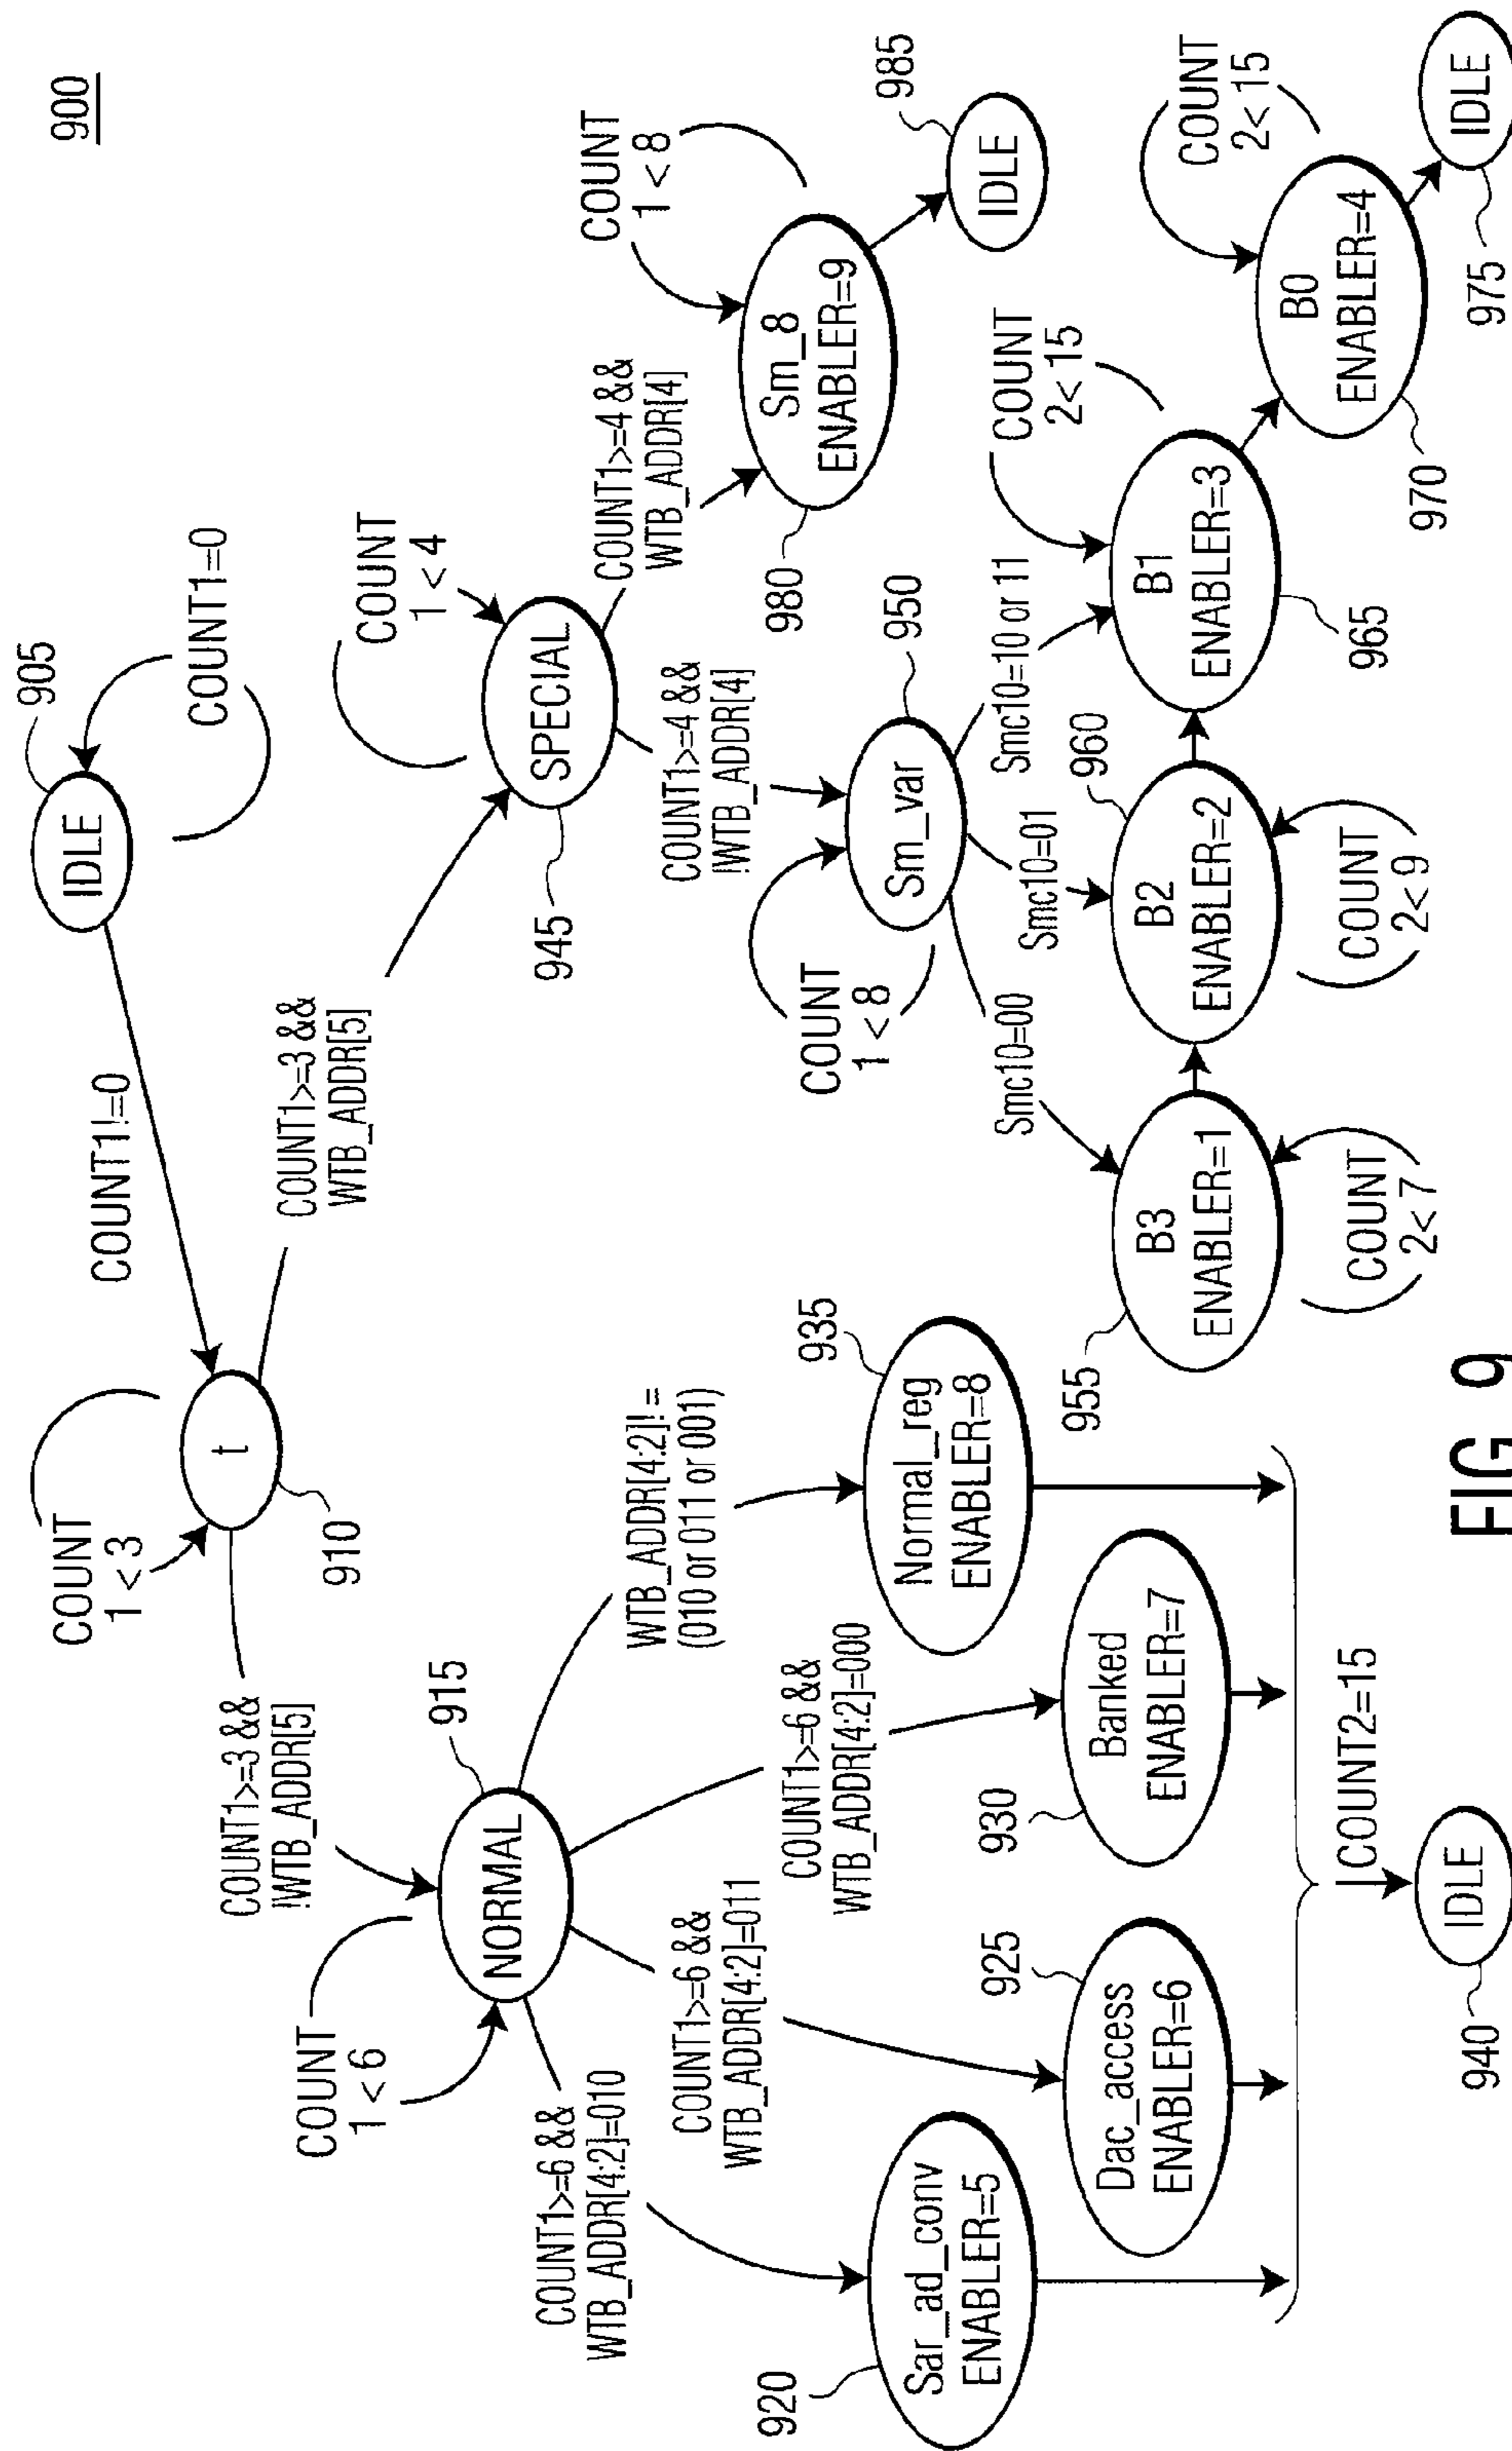 900
IDLE
905
COUNT1=0
COUNT1!=0
t
910
COUNT
1 < 3
COUNT1>=3 &&
!WTB_ADDR[5]
COUNT1>=3 &&
WTB_ADDR[5]
NORMAL
915
COUNT
1 < 6
COUNT1>=6 &&
WTB_ADDR[4:2]=010
COUNT1>=6 &&
WTB_ADDR[4:2]=011
COUNT1>=6 &&
WTB_ADDR[4:2]=000
WTB_ADDR[4:2]!=
(010 or 011 or 001)
920
Sar_ad_conv
ENABLER=5
925
Dac_access
ENABLER=6
930
Banked
ENABLER=7
935
Normal_reg
ENABLER=8
COUNT2=15
940
IDLE
SPECIAL
945
COUNT
1 < 4
COUNT1>=4 &&
!WTB_ADDR[4]
COUNT1>=4 &&
WTB_ADDR[4]
Sm_var
950
COUNT
1 < 8
Smc10=00
Smc10=01
Smc10=10 or 11
980
Sm_8
ENABLER=9
COUNT
1 < 8
IDLE
985
955
B3
ENABLER=1
COUNT
2< 7
960
B2
ENABLER=2
COUNT
2< 9
965
B1
ENABLER=3
COUNT
2< 15
970
B0
ENABLER=4
COUNT
2< 15
975
IDLE
FIG 9